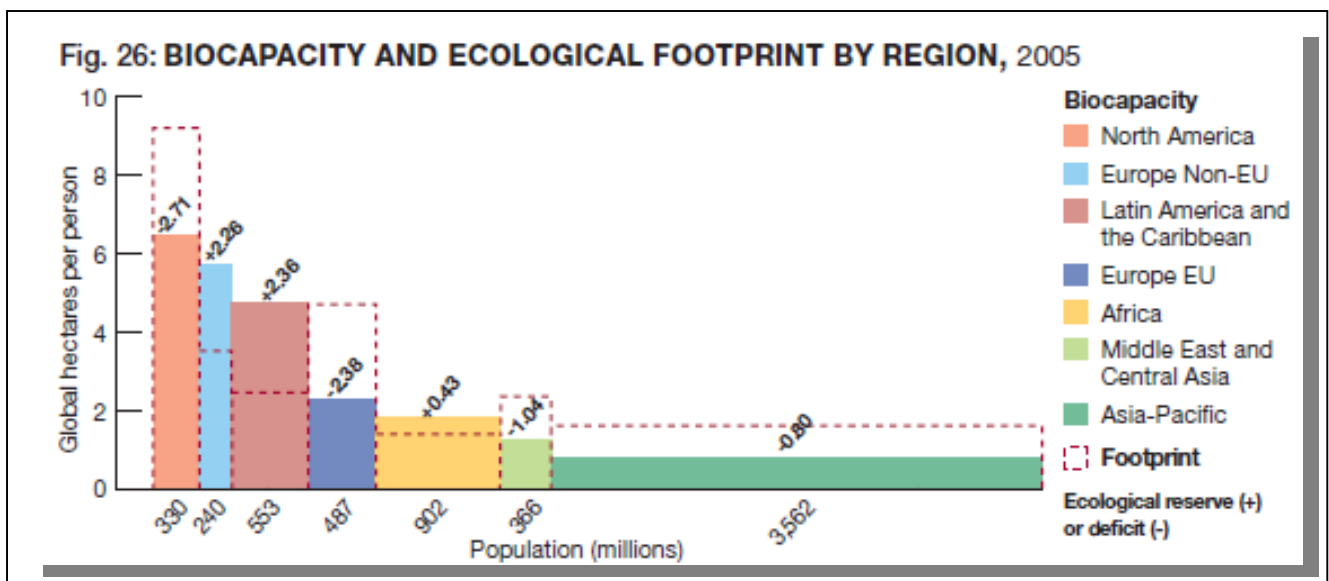 Fig. 26: BIOCAPACITY AND ECOLOGICAL FOOTPRINT BY REGION, 2005
Global hectares per person
10
8
6
4
2
0
-2.71
+2.26
+2.36
-2.38
+0.43
-1.04
-0.80
330
240
553
487
902
366
3,562
Population (millions)
Biocapacity
North America
Europe Non-EU
Latin America and
the Caribbean
Europe EU
Africa
Middle East and
Central Asia
Asia-Pacific
Footprint
Ecological reserve (+)
or deficit (-)